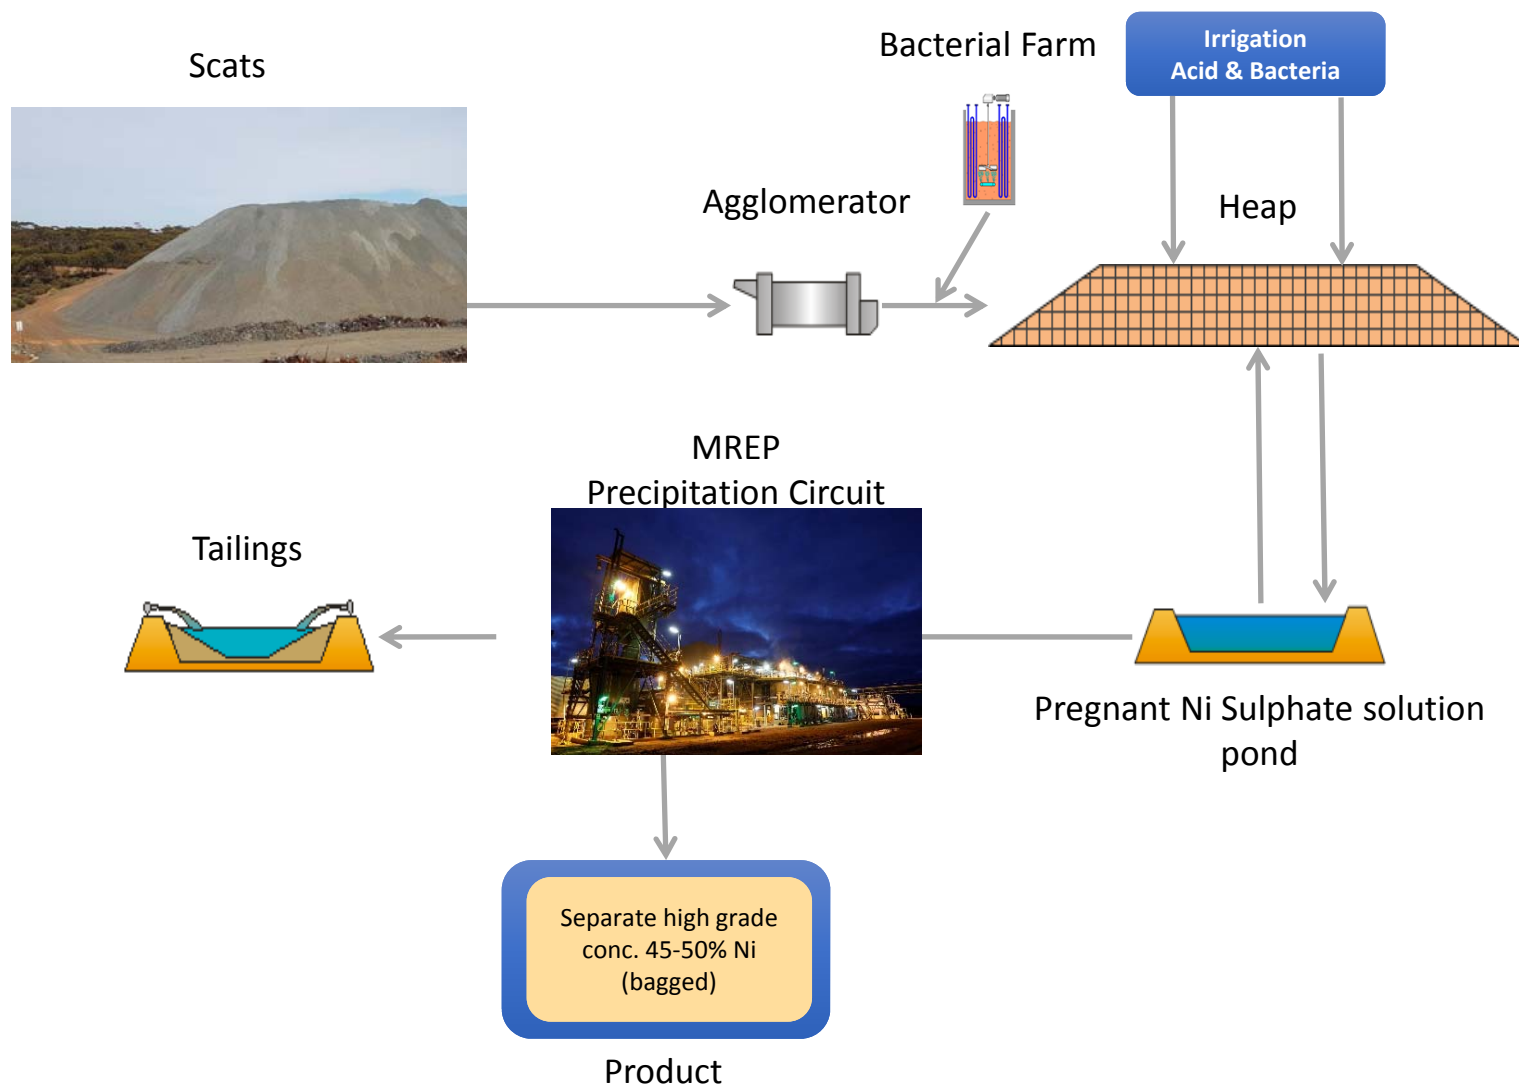 Scats
Bacterial Farm
Irrigation
Acid & Bacteria
Agglomerator
Heap
MREP
Precipitation Circuit
Tailings
Pregnant Ni Sulphate solution
pond
Separate high grade
conc. 45-50% Ni
(bagged)
Product